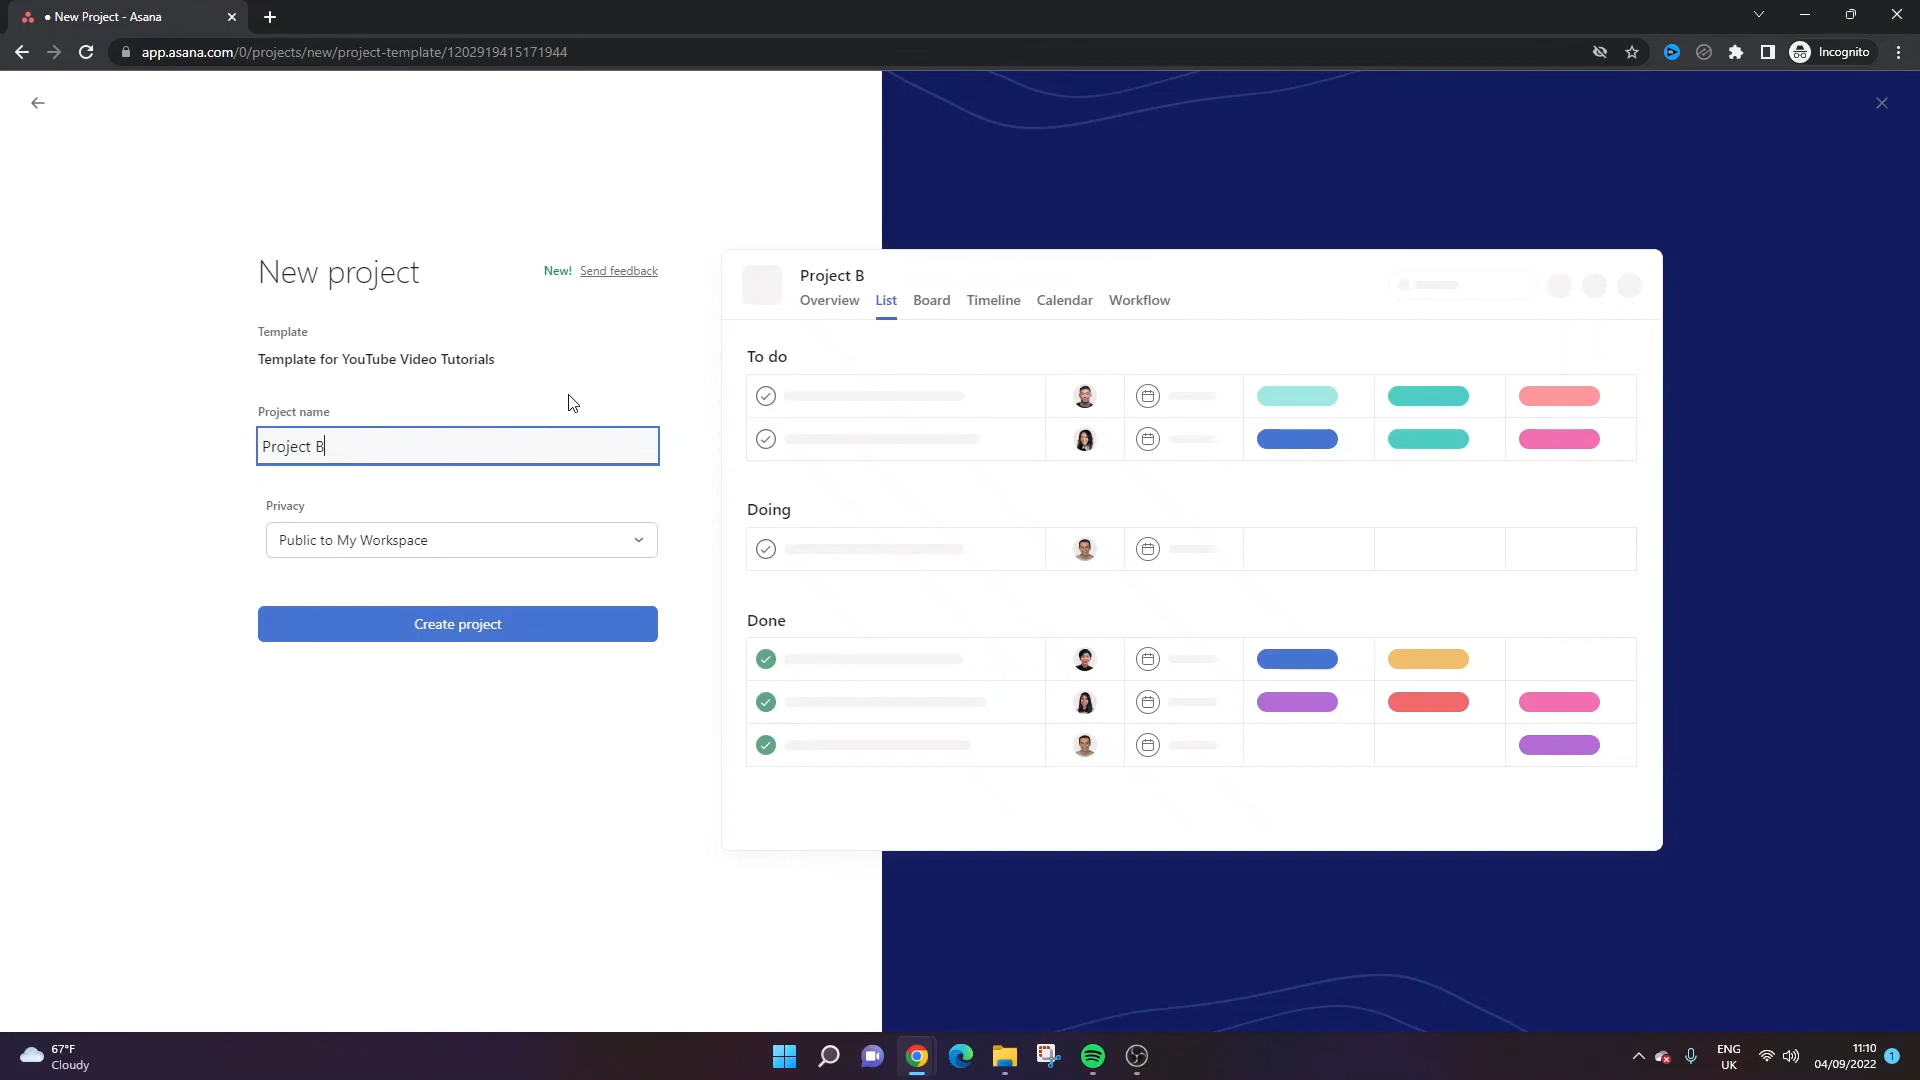 ● New Project - Asana
app.asana.com/0/projects/new/project-template/1202919415171944
Incognito
New project
New! Send feedback
Template
Template for YouTube Video Tutorials
Project name
Project B
Privacy
Public to My Workspace
Create project
Project B
Overview List Board Timeline Calendar Workflow
To do
Doing
Done
67°F
Cloudy
ENG
UK
11:10
04/09/2022
1